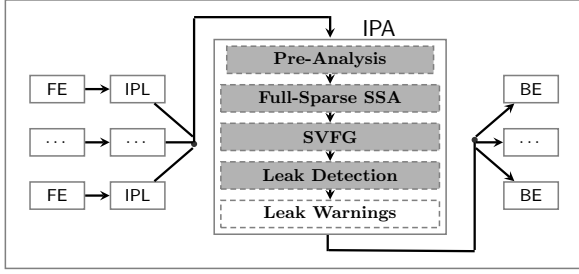 IPA
Pre-Analysis
FE
IPL
Full-Sparse SSA
BE
··· 
···
SVFG
···
FE
IPL
Leak Detection
BE
Leak Warnings